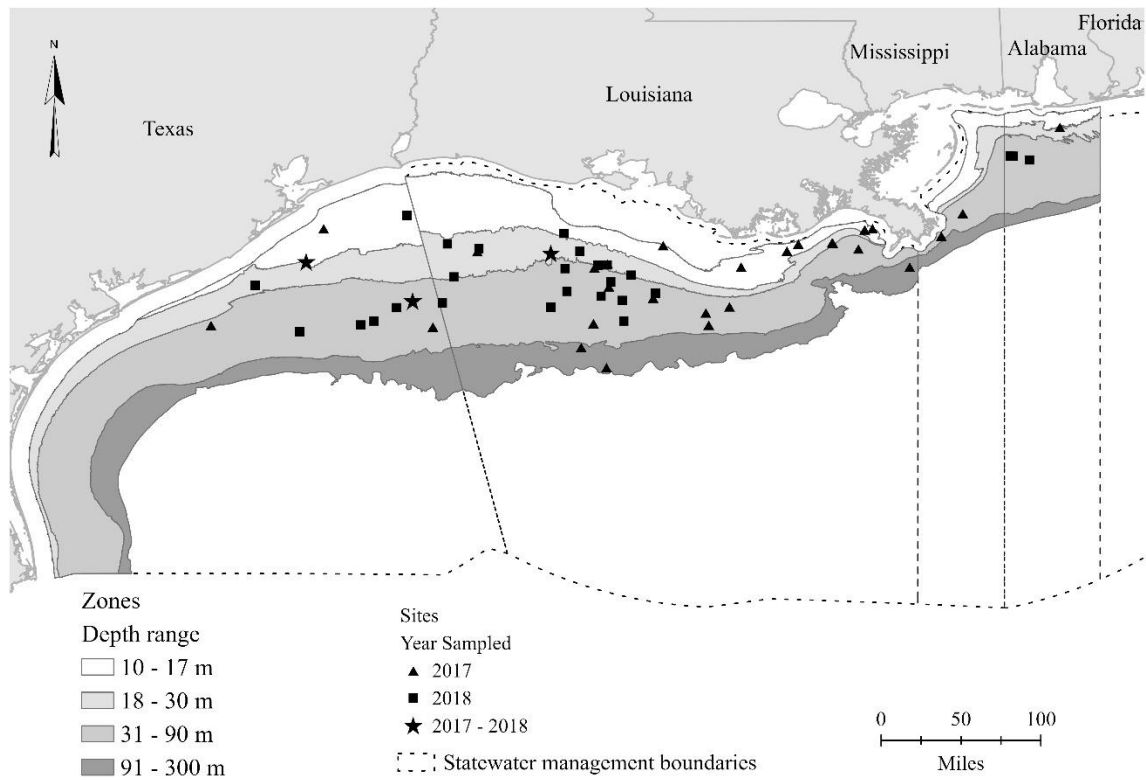 Florida
Mississippi
Alabama
N
Louisiana
Texas
Zones
Depth range
10 - 17 m
18 - 30 m
31 - 90 m
91 - 300 m
Sites
Year Sampled
2017
2018
2017 - 2018
Statewater management boundaries
0 50 100
Miles